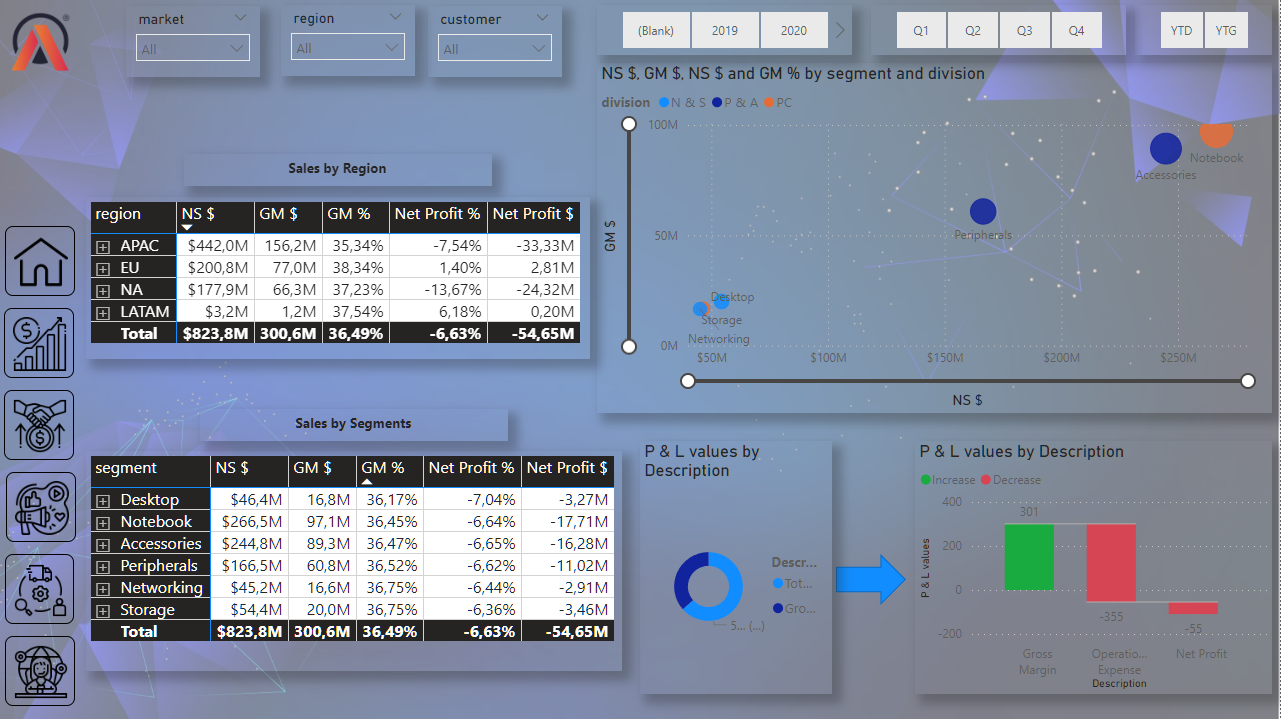 market
All
region
All
customer
All
(Blank)
2019
2020
Q1
Q2
Q3
Q4
YTD
YTG
NS $, GM $, NS $ and GM % by segment and division
division N & S P & A PC
100M
50M
0M
GM $
Notebook
Accessories
Peripherals
Desktop
Storage
Networking
$50M $100M $150M $200M $250M
NS $
Sales by Region
region NS $ GM $ GM % Net Profit % Net Profit $
APAC $442,0M 156,2M 35,34% -7,54% -33,33M
EU $200,8M 77,0M 38,34% 1,40% 2,81M
NA $177,9M 66,3M 37,23% -13,67% -24,32M
LATAM $3,2M 1,2M 37,54% 6,18% 0,20M
Total $823,8M 300,6M 36,49% -6,63% -54,65M
Sales by Segments
segment NS $ GM $ GM % Net Profit % Net Profit $
Desktop $46,4M 16,8M 36,17% -7,04% -3,27M
Notebook $266,5M 97,1M 36,45% -6,64% -17,71M
Accessories $244,8M 89,3M 36,47% -6,65% -16,28M
Peripherals $166,5M 60,8M 36,52% -6,62% -11,02M
Networking $45,2M 16,6M 36,75% -6,44% -2,91M
Storage $54,4M 20,0M 36,75% -6,36% -3,46M
Total $823,8M 300,6M 36,49% -6,63% -54,65M
P & L values by
Description
Descr...
Tot...
Gro...
5... (...)
P & L values by Description
Increase Decrease
400
200
0
-200
P & L values
301
-355
-55
Gross
Margin
Operatio...
Expense
Net Profit
Description